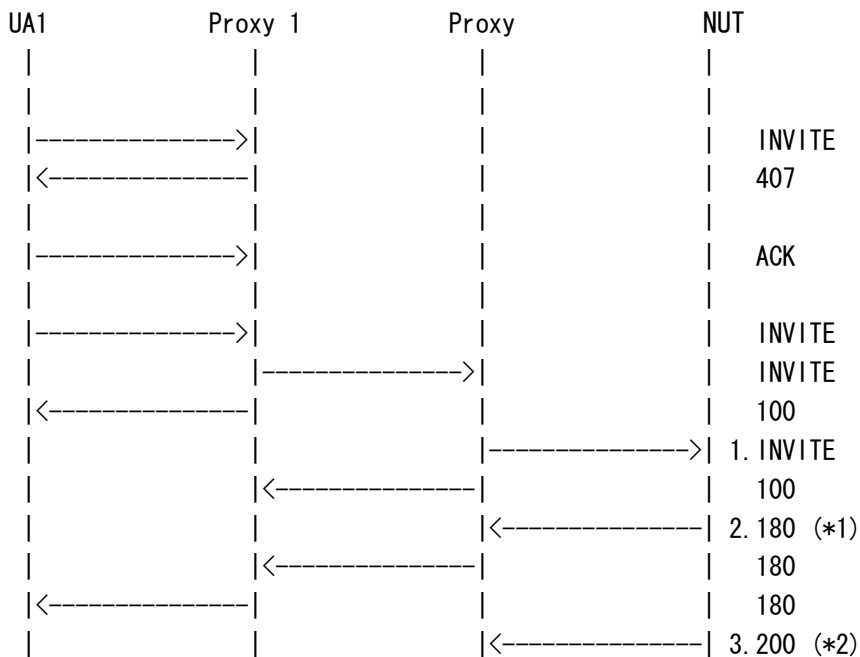 UA1 Proxy 1 Proxy NUT
INVITE
407
ACK
INVITE
INVITE
100
1. INVITE
100
2. 180 (*1)
180
180
3. 200 (*2)